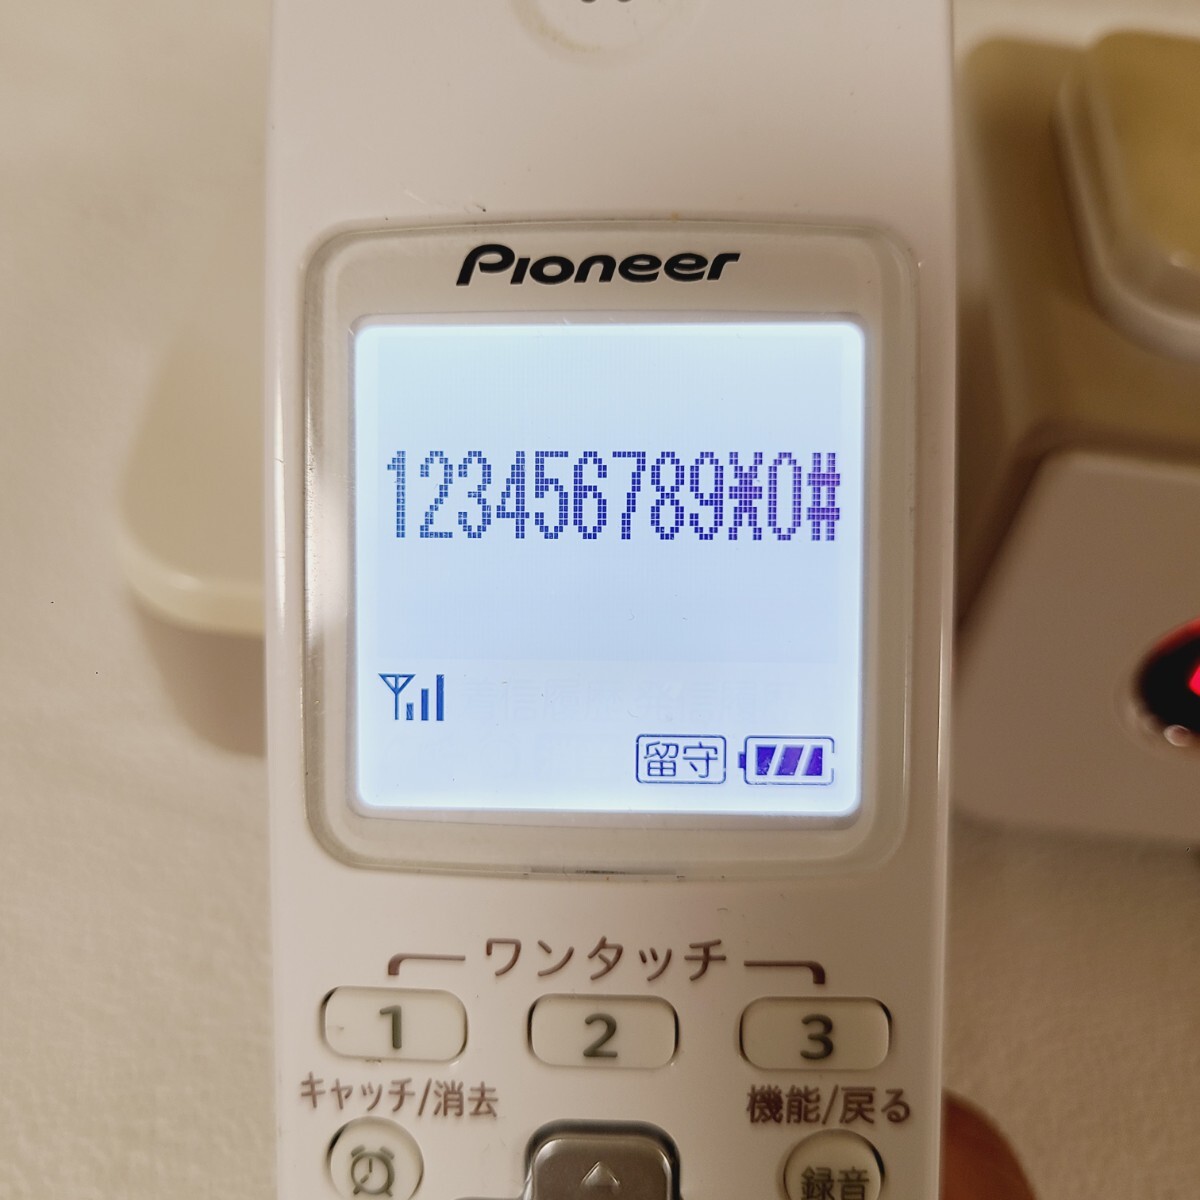 Pioneer
123456789*0#
留守
ワンタッチ
1 2 3
キャッチ/消去 機能/戻る
録音